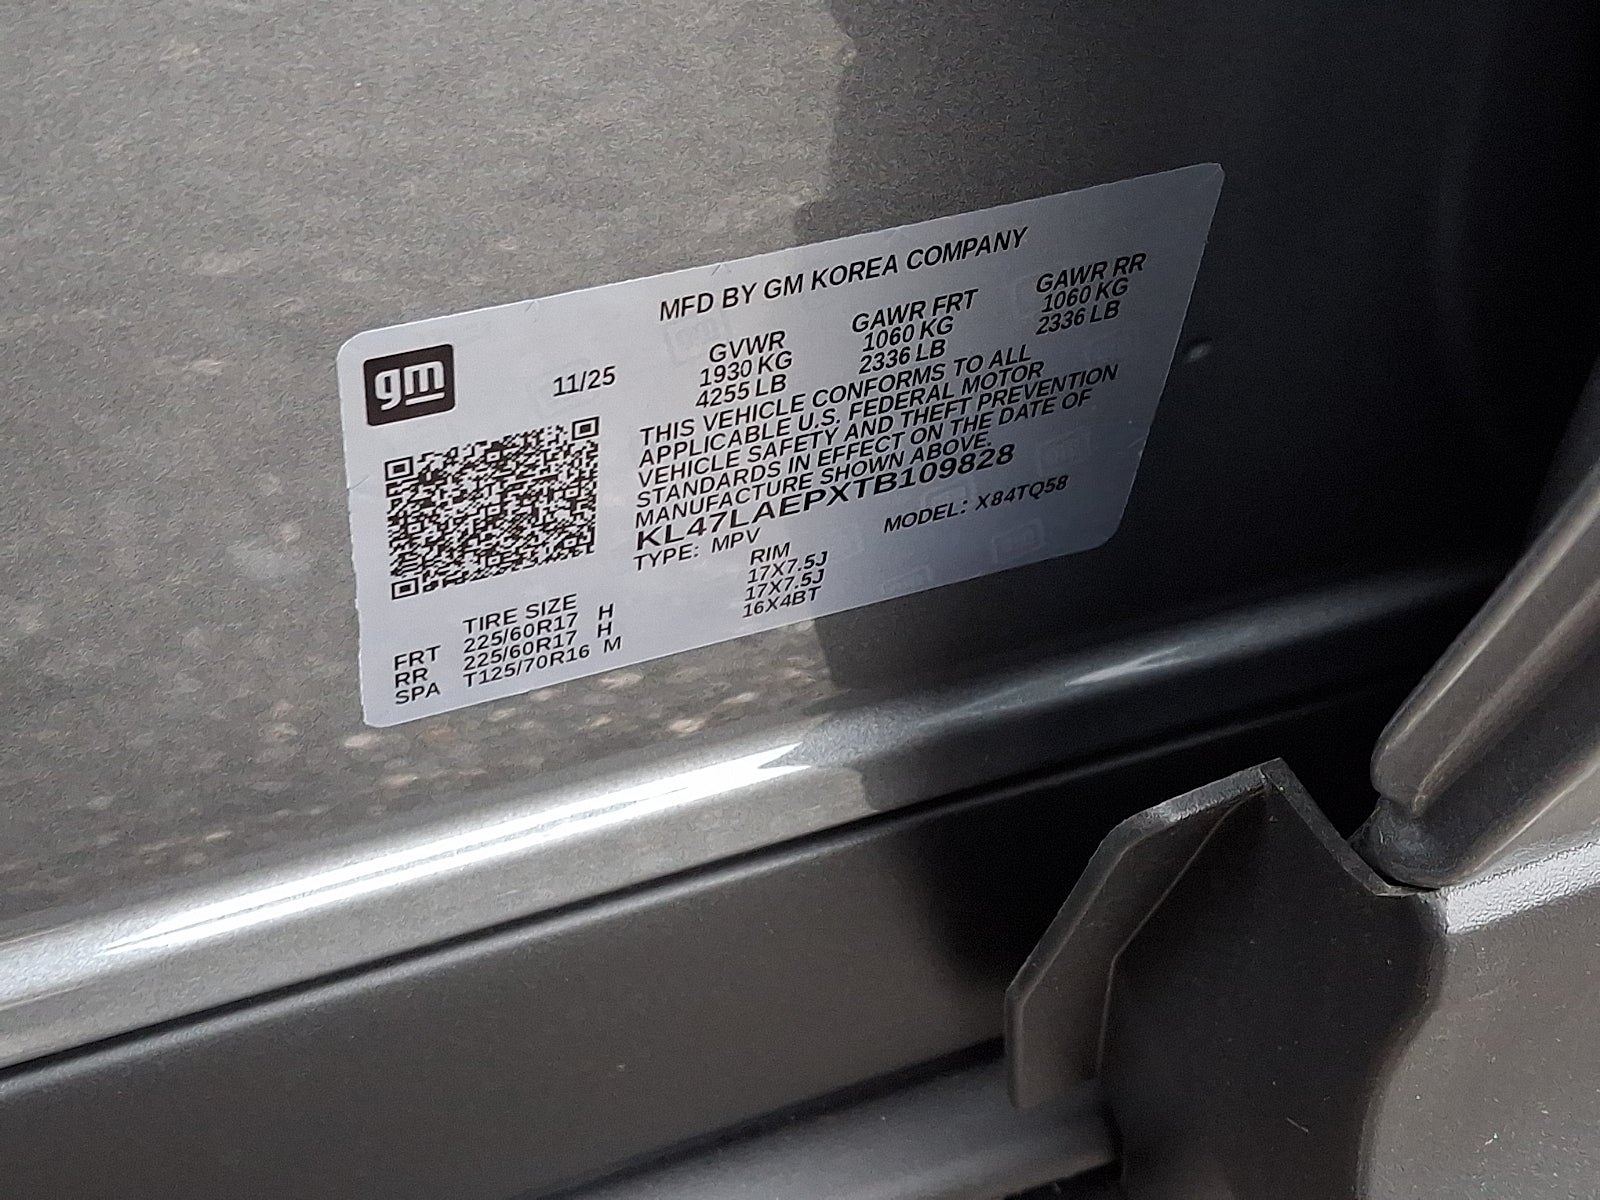 MFD BY GM KOREA COMPANY
gm
11/25
GVWR GAWR FRT GAWR RR
1930 KG 1060 KG 1060 KG
4255 LB 2336 LB 2336 LB
THIS VEHICLE CONFORMS TO ALL
APPLICABLE U.S. FEDERAL MOTOR
VEHICLE SAFETY AND THEFT PREVENTION
STANDARDS IN EFFECT ON THE DATE OF
MANUFACTURE SHOWN ABOVE.
KL47LAEPXTB109828
TYPE: MPV MODEL: X84TQ58
TIRE SIZE RIM
FRT 225/60R17 H 17X7.5J
RR 225/60R17 H 17X7.5J
SPA T125/70R16 M 16X4BT